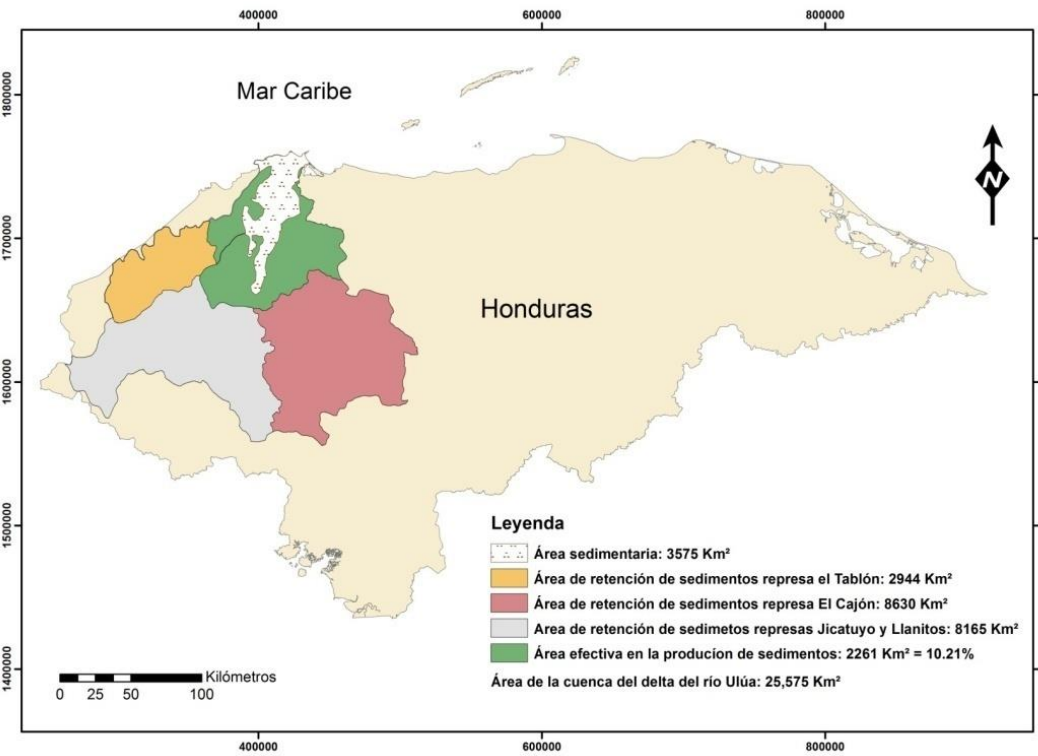 400000 600000 800000
1800000
1700000
1600000
1500000
1400000
Mar Caribe
N
Honduras
Leyenda
Área sedimentaria: 3575 Km²
Área de retención de sedimentos represa el Tablón: 2944 Km²
Área de retención de sedimentos represa El Cajón: 8630 Km²
Area de retención de sedimetos represas Jicatuyo y Llanitos: 8165 Km²
Área efectiva en la producíon de sedimentos: 2261 Km² = 10.21%
Área de la cuenca del delta del río Ulúa: 25,575 Km²
Kilómetros
0 25 50 100
400000 600000 800000